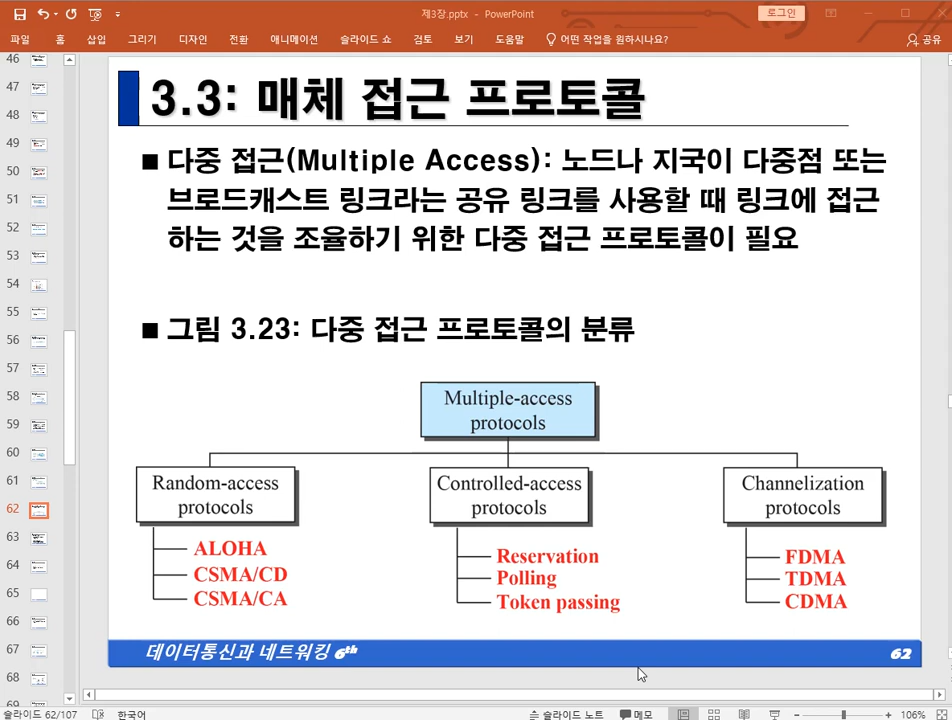 제3장.pptx - PowerPoint
로그인
파일 홈 삽입 그리기 디자인 전환 애니메이션 슬라이드 쇼 검토 보기 도움말 어떤 작업을 원하시나요? 공유
46
47
48
49
50
51
52
53
54
55
56
57
58
59
60
61
62
63
64
65
66
67
68
69
3.3: 매체 접근 프로토콜
■ 다중 접근(Multiple Access): 노드나 지국이 다중점 또는
브로드캐스트 링크라는 공유 링크를 사용할 때 링크에 접근
하는 것을 조율하기 위한 다중 접근 프로토콜이 필요
■ 그림 3.23: 다중 접근 프로토콜의 분류
Multiple-access
protocols
Random-access
protocols
ALOHA
CSMA/CD
CSMA/CA
Controlled-access
protocols
Reservation
Polling
Token passing
Channelization
protocols
FDMA
TDMA
CDMA
데이터통신과 네트워킹 6th 62
슬라이드 62/107 한국어 슬라이드 노트 메모 106%